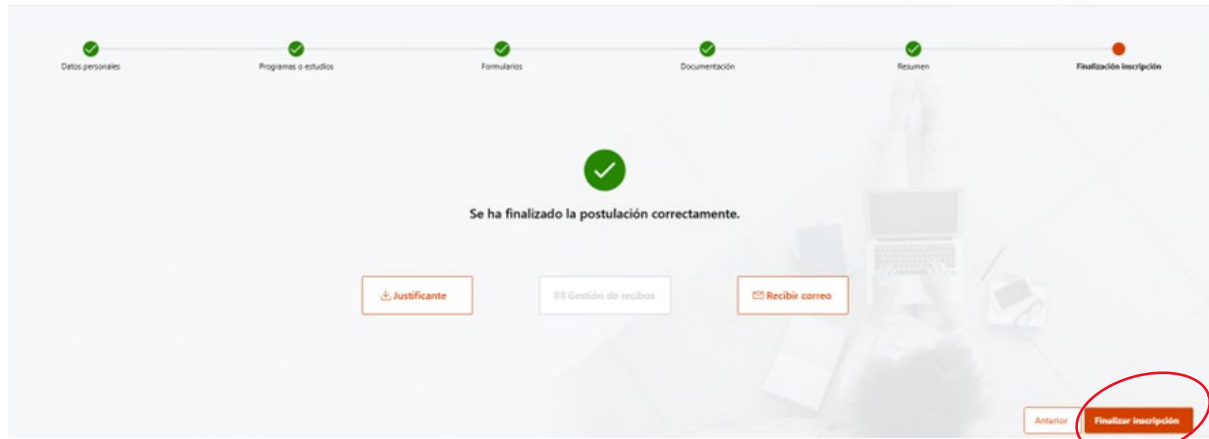 Datos personales
Programas o estudios
Formularios
Documentación
Resumen
Finalización inscripción
Se ha finalizado la postulación correctamente.
Justificante
Gestión de recibos
Recibir correo
Anterior
Finalizar inscripción